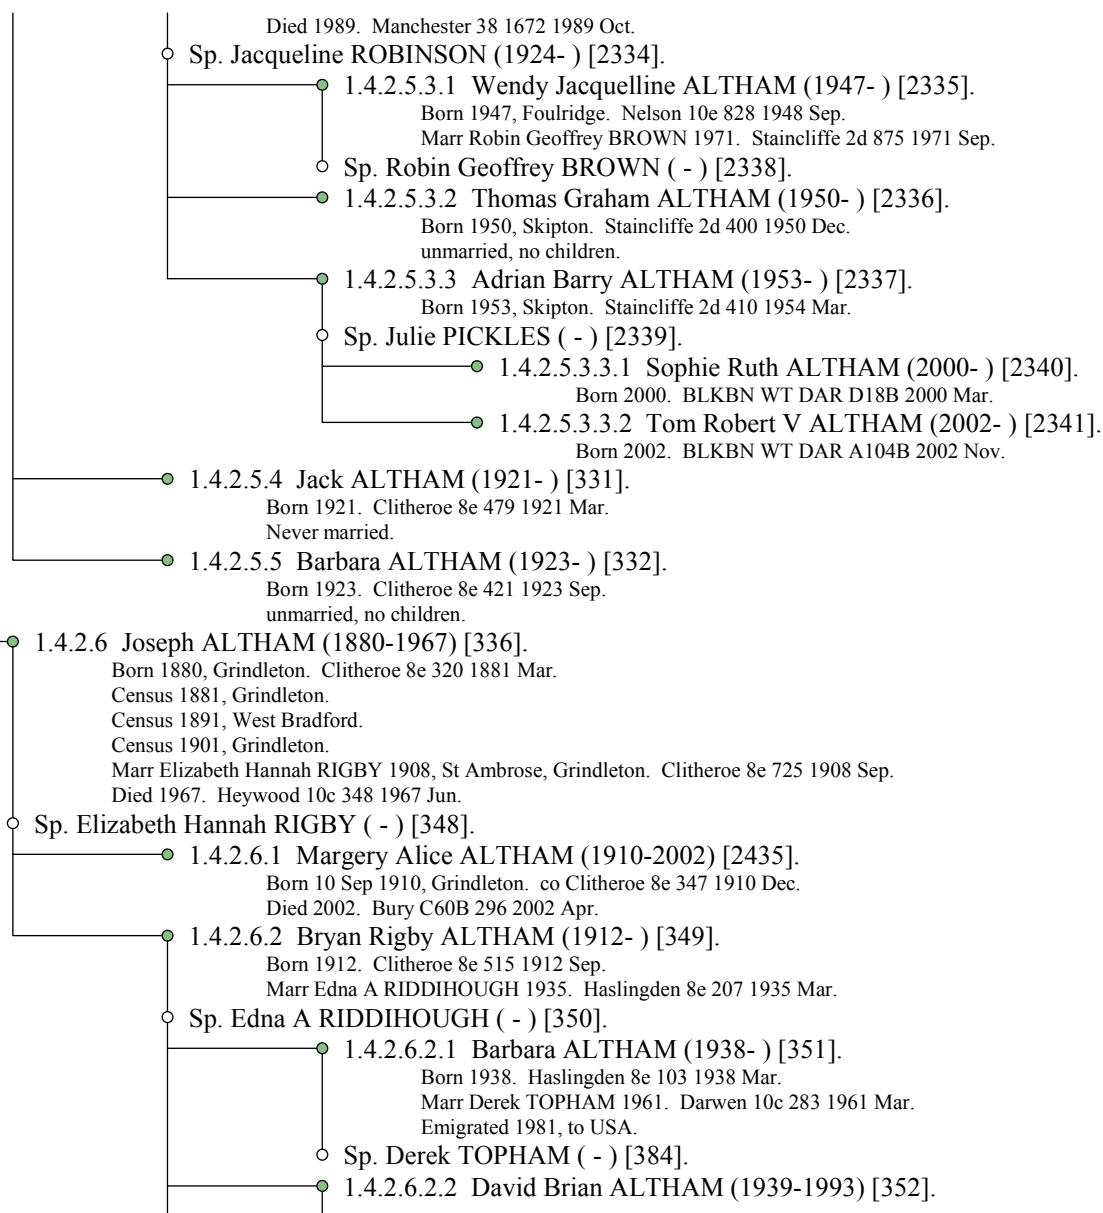 Died 1989. Manchester 38 1672 1989 Oct.
Sp. Jacqueline ROBINSON (1924- ) [2334].
1.4.2.5.3.1 Wendy Jacquelline ALTHAM (1947- ) [2335].
Born 1947, Foulridge. Nelson 10e 828 1948 Sep.
Marr Robin Geoffrey BROWN 1971. Staincliffe 2d 875 1971 Sep.
Sp. Robin Geoffrey BROWN ( - ) [2338].
1.4.2.5.3.2 Thomas Graham ALTHAM (1950- ) [2336].
Born 1950, Skipton. Staincliffe 2d 400 1950 Dec.
unmarried, no children.
1.4.2.5.3.3 Adrian Barry ALTHAM (1953- ) [2337].
Born 1953, Skipton. Staincliffe 2d 410 1954 Mar.
Sp. Julie PICKLES ( - ) [2339].
1.4.2.5.3.3.1 Sophie Ruth ALTHAM (2000- ) [2340].
Born 2000. BLKBN WT DAR D18B 2000 Mar.
1.4.2.5.3.3.2 Tom Robert V ALTHAM (2002- ) [2341].
Born 2002. BLKBN WT DAR A104B 2002 Nov.
1.4.2.5.4 Jack ALTHAM (1921- ) [331].
Born 1921. Clitheroe 8e 479 1921 Mar.
Never married.
1.4.2.5.5 Barbara ALTHAM (1923- ) [332].
Born 1923. Clitheroe 8e 421 1923 Sep.
unmarried, no children.
1.4.2.6 Joseph ALTHAM (1880-1967) [336].
Born 1880, Grindleton. Clitheroe 8e 320 1881 Mar.
Census 1881, Grindleton.
Census 1891, West Bradford.
Census 1901, Grindleton.
Marr Elizabeth Hannah RIGBY 1908, St Ambrose, Grindleton. Clitheroe 8e 725 1908 Sep.
Died 1967. Heywood 10c 348 1967 Jun.
Sp. Elizabeth Hannah RIGBY ( - ) [348].
1.4.2.6.1 Margery Alice ALTHAM (1910-2002) [2435].
Born 10 Sep 1910, Grindleton. co Clitheroe 8e 347 1910 Dec.
Died 2002. Bury C60B 296 2002 Apr.
1.4.2.6.2 Bryan Rigby ALTHAM (1912- ) [349].
Born 1912. Clitheroe 8e 515 1912 Sep.
Marr Edna A RIDDIHOUGH 1935. Haslingden 8e 207 1935 Mar.
Sp. Edna A RIDDIHOUGH ( - ) [350].
1.4.2.6.2.1 Barbara ALTHAM (1938- ) [351].
Born 1938. Haslingden 8e 103 1938 Mar.
Marr Derek TOPHAM 1961. Darwen 10c 283 1961 Mar.
Emigrated 1981, to USA.
Sp. Derek TOPHAM ( - ) [384].
1.4.2.6.2.2 David Brian ALTHAM (1939-1993) [352].